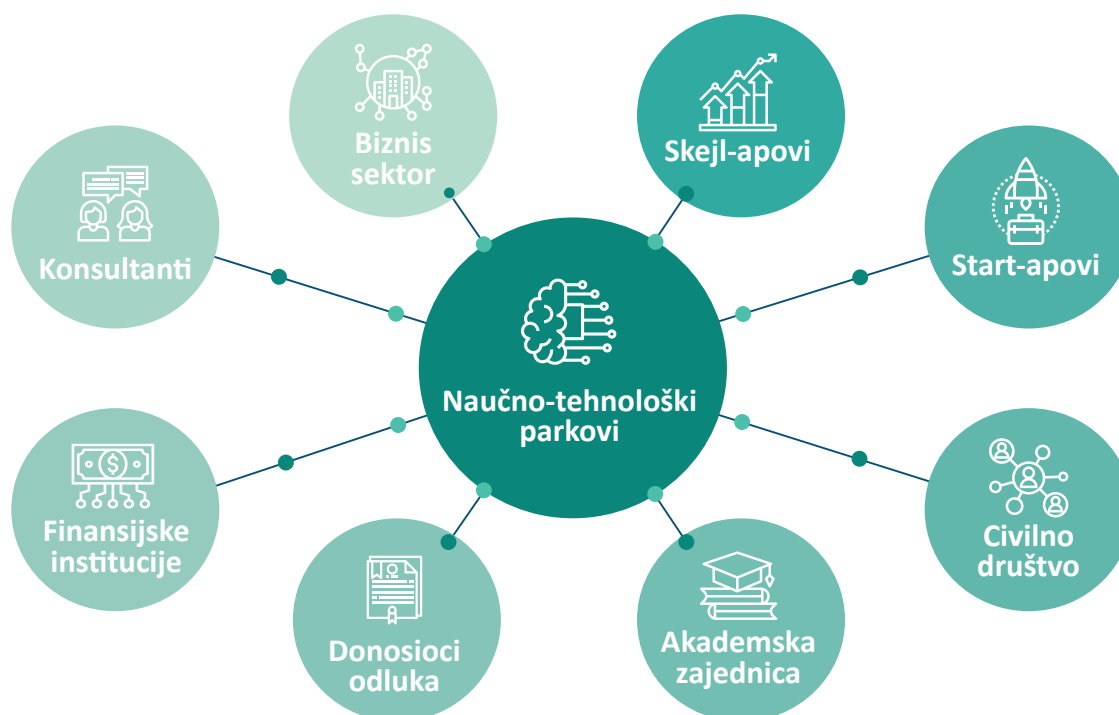 Biznis
sektor
Skejl-apovi
Konsultanti
Start-apovi
Naučno-tehnološki
parkovi
Finansijske
institucije
Civilno
društvo
Donosioci
odluka
Akademska
zajednica